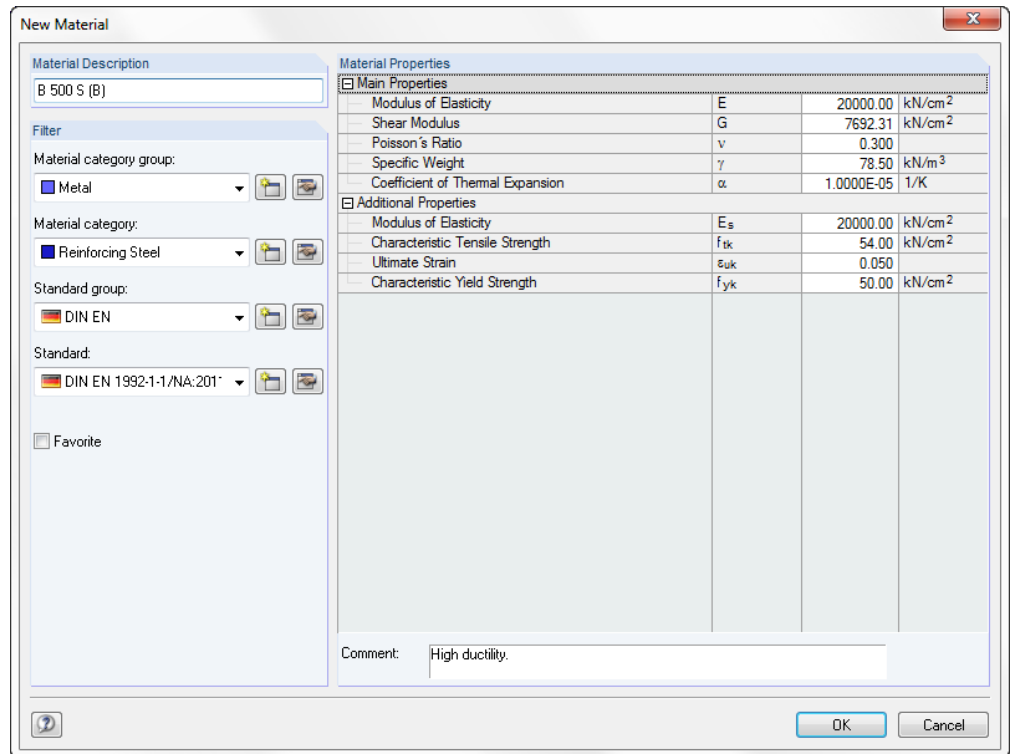 New Material
Material Description
B 500 S (B)
Filter
Material category group:
Metal
Material category:
Reinforcing Steel
Standard group:
DIN EN
Standard:
DIN EN 1992-1-1/NA:201
Favorite
Material Properties
Main Properties
Modulus of Elasticity E 20000.00 kN/cm2
Shear Modulus G 7692.31 kN/cm2
Poisson´s Ratio ν 0.300
Specific Weight γ 78.50 kN/m3
Coefficient of Thermal Expansion α 1.0000E-05 1/K
Additional Properties
Modulus of Elasticity Es 20000.00 kN/cm2
Characteristic Tensile Strength ftk 54.00 kN/cm2
Ultimate Strain εuk 0.050
Characteristic Yield Strength fyk 50.00 kN/cm2
Comment: High ductility.
OK Cancel